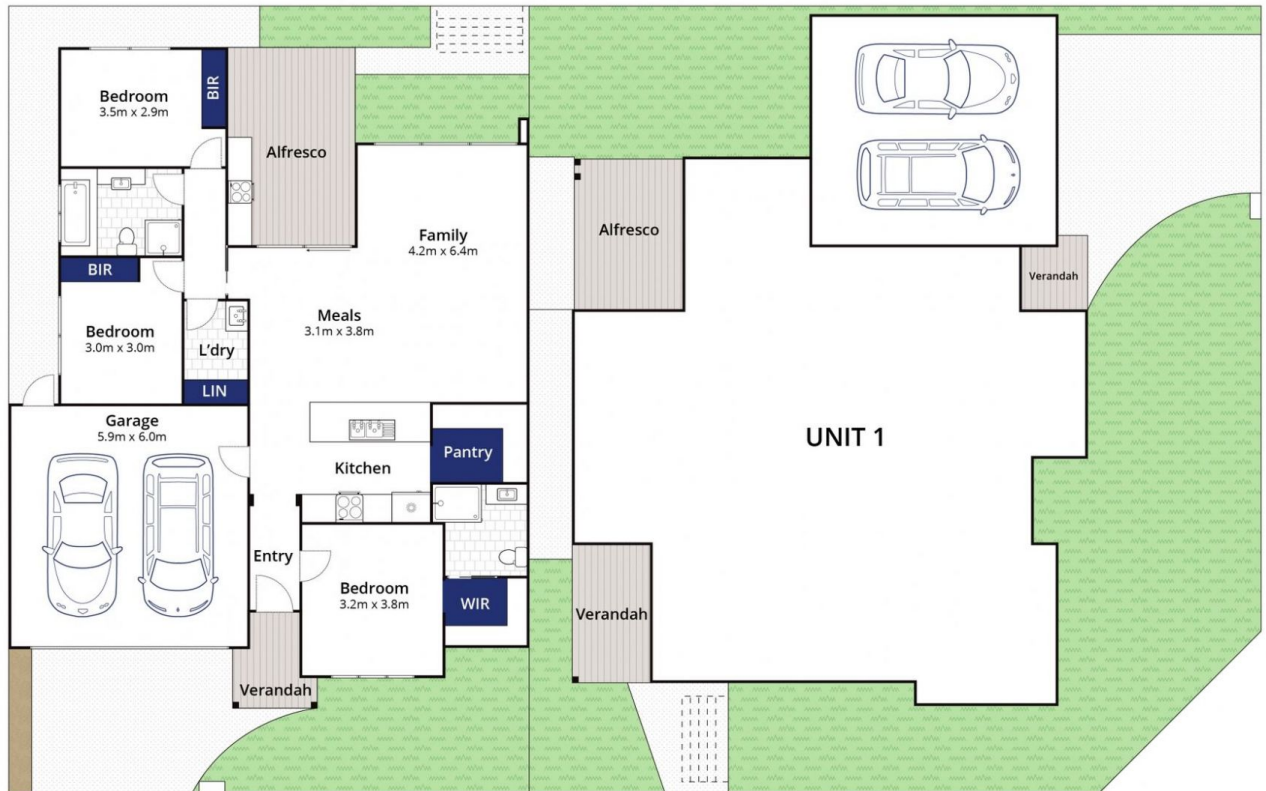 Bedroom
3.5m x 2.9m
BIR
Alfresco
Family
4.2m x 6.4m
BIR
Bedroom
3.0m x 3.0m
L'dry
LIN
Meals
3.1m x 3.8m
Garage
5.9m x 6.0m
Kitchen
Pantry
Entry
Bedroom
3.2m x 3.8m
WIR
Verandah
Alfresco
Verandah
UNIT 1
Verandah